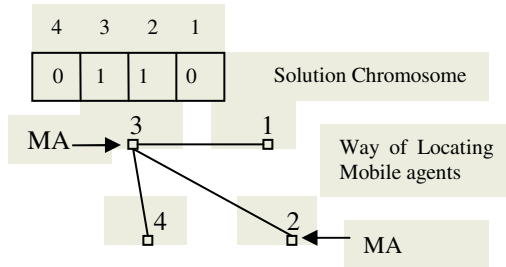 4 3 2 1
0 1 1 0 Solution Chromosome
3 1
MA
Way of Locating
Mobile agents
4 2
MA